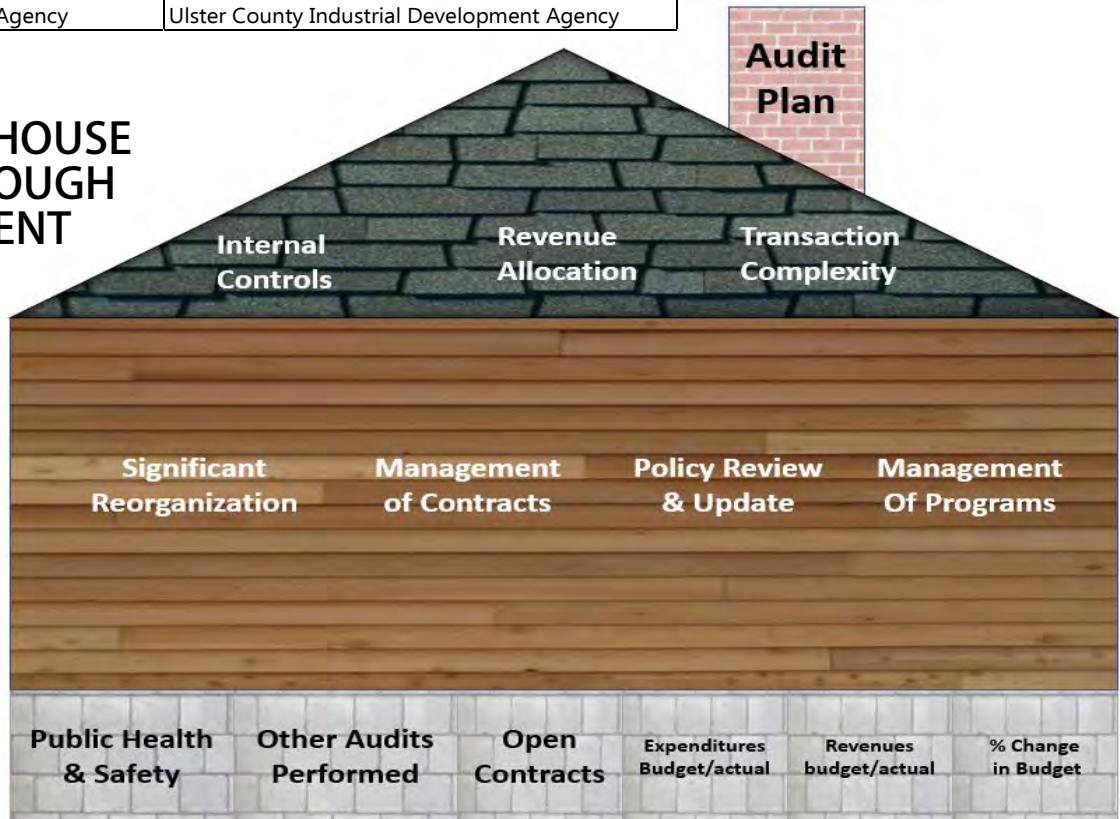 Agency Ulster County Industrial Development Agency
Audit
Plan
HOUSE
OUGH
ENT
Internal
Controls
Revenue
Allocation
Transaction
Complexity
Significant
Reorganization
Management
of Contracts
Policy Review
& Update
Management
Of Programs
Public Health
& Safety
Other Audits
Performed
Open
Contracts
Expenditures
Budget/actual
Revenues
budget/actual
% Change
in Budget